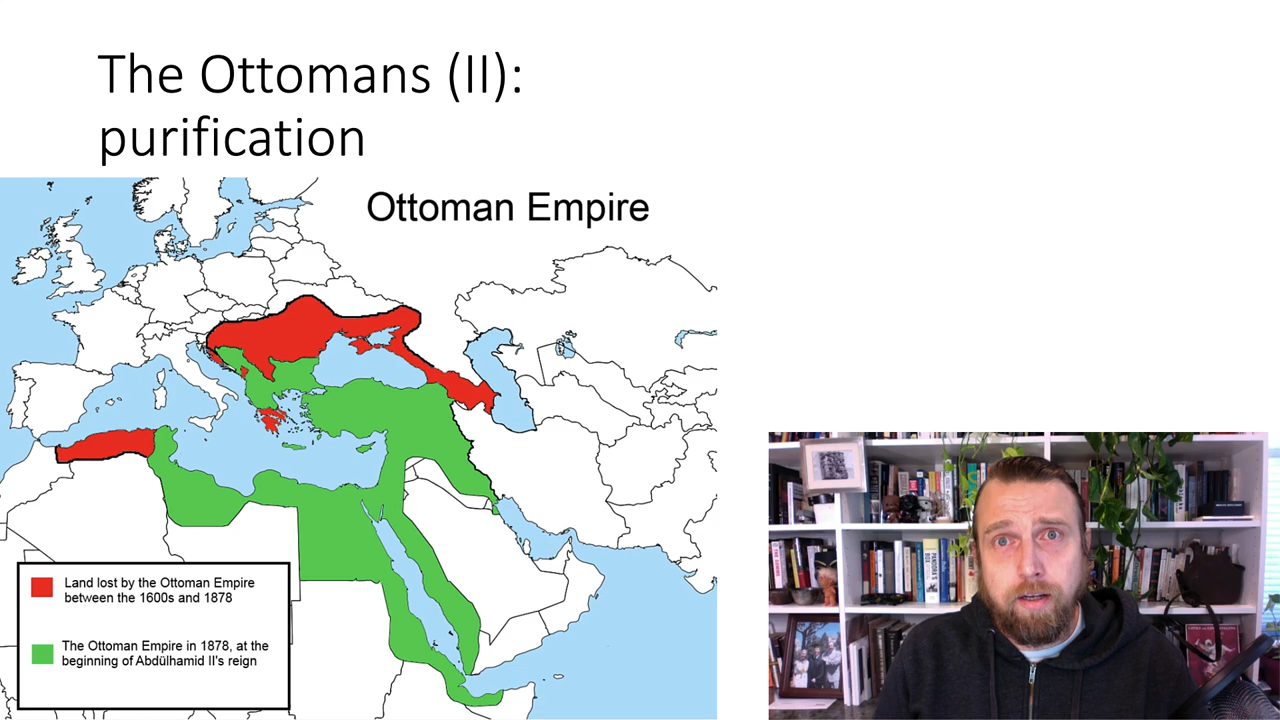 The Ottomans (II):
purification
Ottoman Empire
Land lost by the Ottoman Empire
between the 1600s and 1878
The Ottoman Empire in 1878, at the
beginning of Abdülhamid II's reign